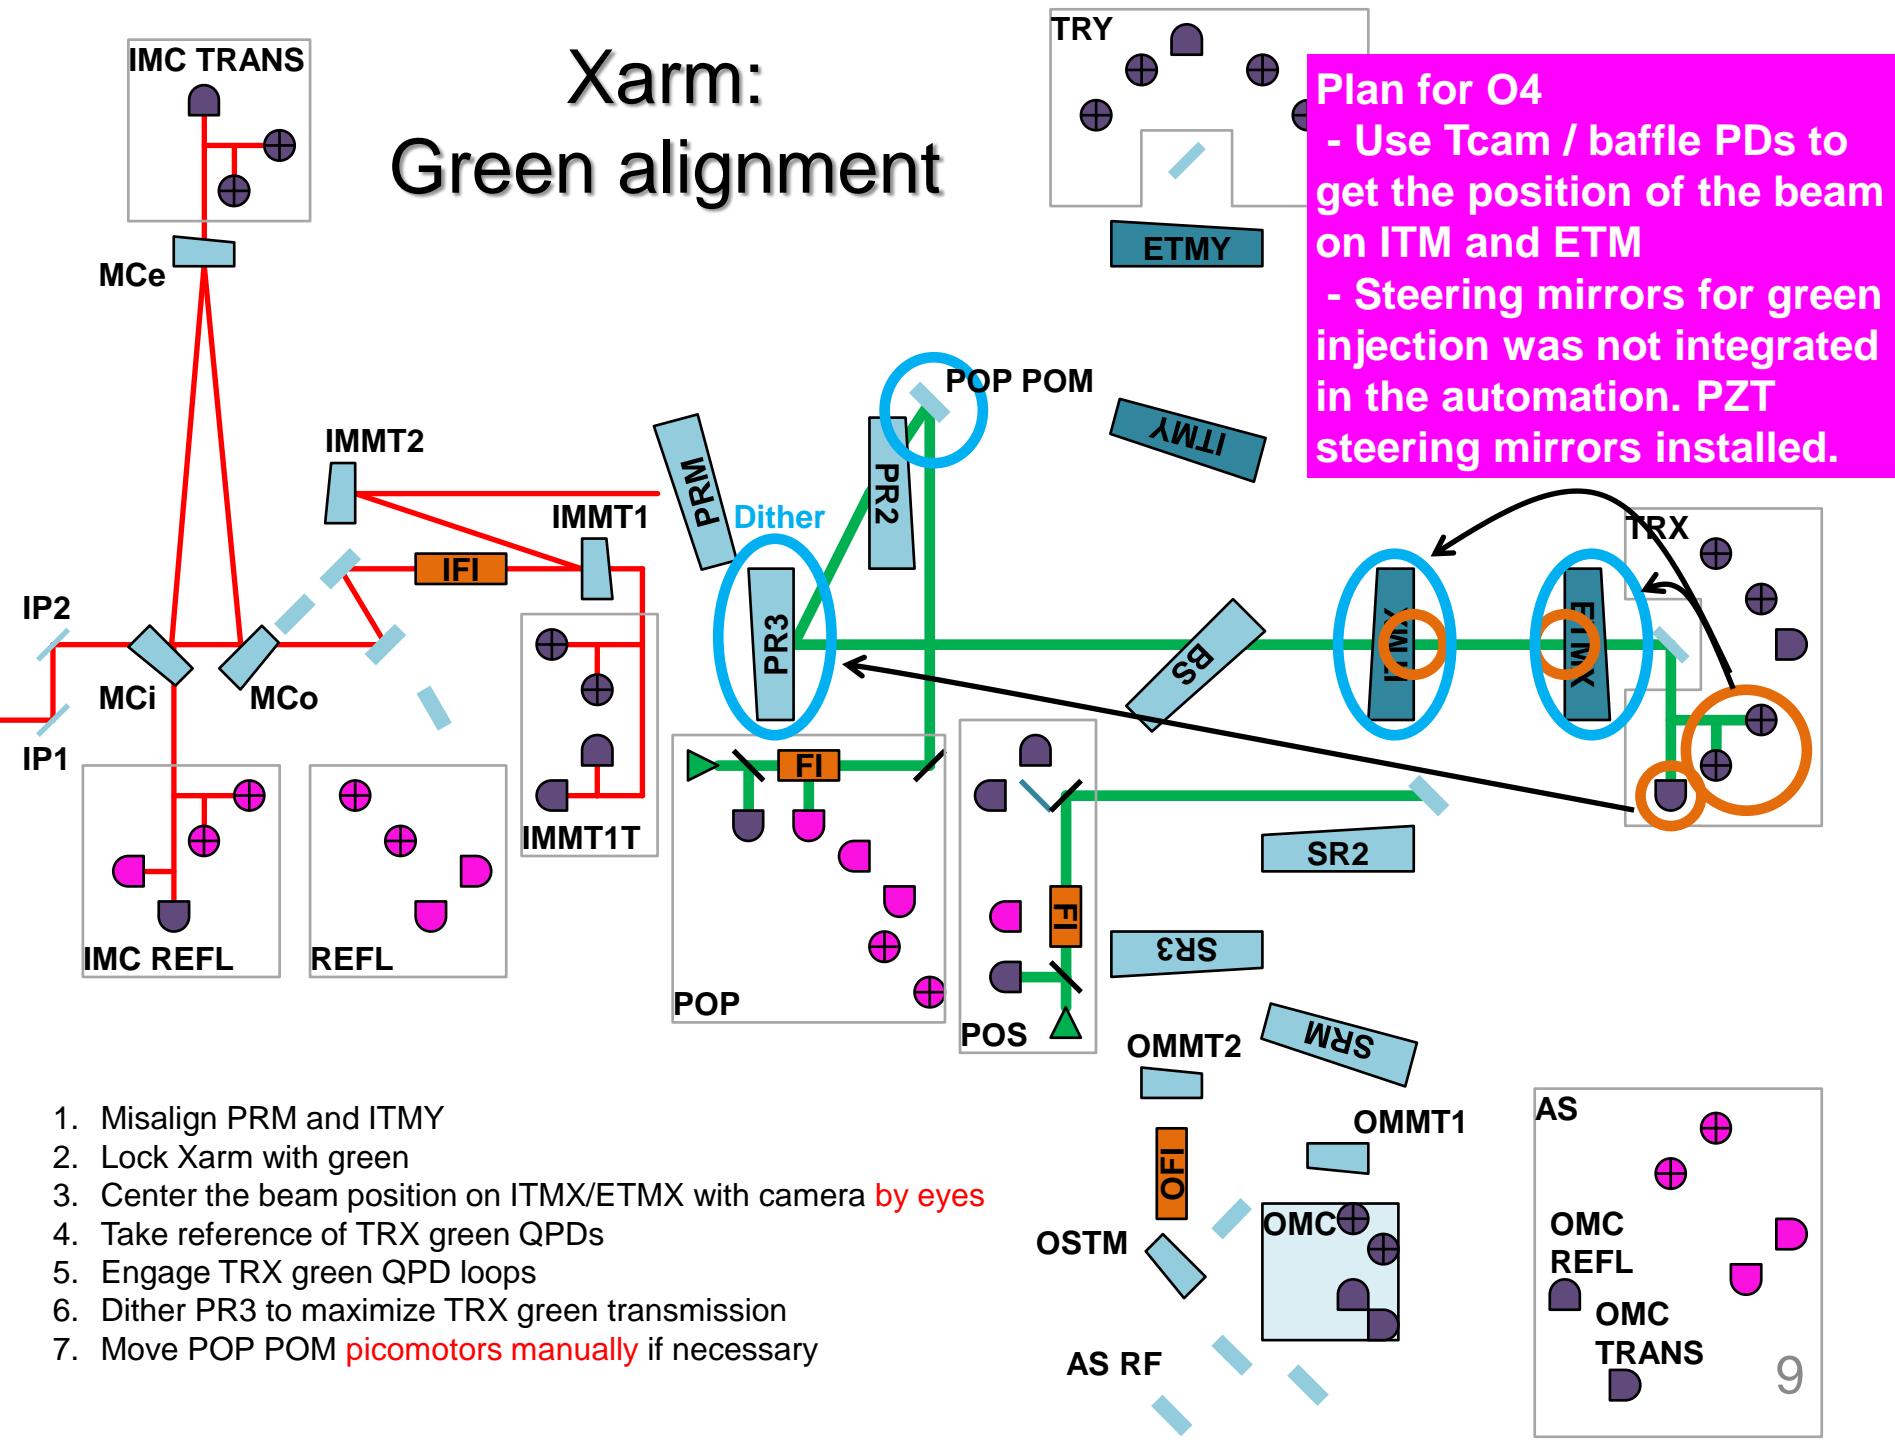 Xarm:
Green alignment
IMC TRANS
TRY
Plan for O4
- Use Tcam / baffle PDs to
get the position of the beam
on ITM and ETM
- Steering mirrors for green
injection was not integrated
in the automation. PZT
steering mirrors installed.
ETMY
MCe
POP POM
ITMY
IMMT2
PRM
PR2
IMMT1
Dither
TRX
IFI
IP2
PR3
BS
ITMX
ETMX
MCi
MCo
IP1
FI
IMMT1T
SR2
FI
SR3
IMC REFL
REFL
POP
POS
SRM
OMMT2
OMMT1
AS
OFI
OMC
OSTM
OMC
REFL
OMC
TRANS
AS RF
1. Misalign PRM and ITMY
2. Lock Xarm with green
3. Center the beam position on ITMX/ETMX with camera by eyes
4. Take reference of TRX green QPDs
5. Engage TRX green QPD loops
6. Dither PR3 to maximize TRX green transmission
7. Move POP POM picomotors manually if necessary
9